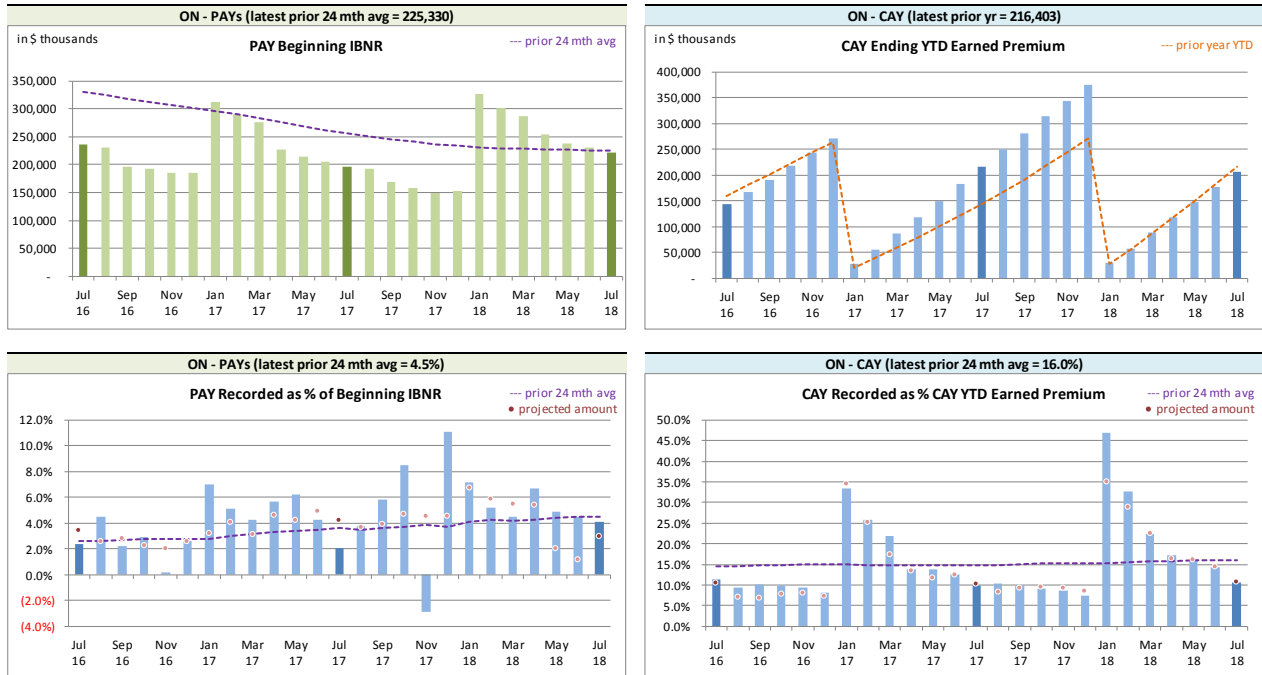 ON - PAYs (latest prior 24 mth avg = 225,330)
in $ thousands
PAY Beginning IBNR
--- prior 24 mth avg
350,000
300,000
250,000
200,000
150,000
100,000
50,000
-
Jul Sep Nov Jan Mar May Jul Sep Nov Jan Mar May Jul
16 16 16 17 17 17 17 17 17 18 18 18 18
ON - CAY (latest prior yr = 216,403)
in $ thousands
CAY Ending YTD Earned Premium
--- prior year YTD
400,000
350,000
300,000
250,000
200,000
150,000
100,000
50,000
-
Jul Sep Nov Jan Mar May Jul Sep Nov Jan Mar May Jul
16 16 16 17 17 17 17 17 17 18 18 18 18
ON - PAYs (latest prior 24 mth avg = 4.5%)
PAY Recorded as % of Beginning IBNR
--- prior 24 mth avg
● projected amount
12.0%
10.0%
8.0%
6.0%
4.0%
2.0%
0.0%
(2.0%)
(4.0%)
Jul Sep Nov Jan Mar May Jul Sep Nov Jan Mar May Jul
16 16 16 17 17 17 17 17 17 18 18 18 18
ON - CAY (latest prior 24 mth avg = 16.0%)
CAY Recorded as % CAY YTD Earned Premium
--- prior 24 mth avg
● projected amount
50.0%
45.0%
40.0%
35.0%
30.0%
25.0%
20.0%
15.0%
10.0%
5.0%
0.0%
Jul Sep Nov Jan Mar May Jul Sep Nov Jan Mar May Jul
16 16 16 17 17 17 17 17 17 18 18 18 18